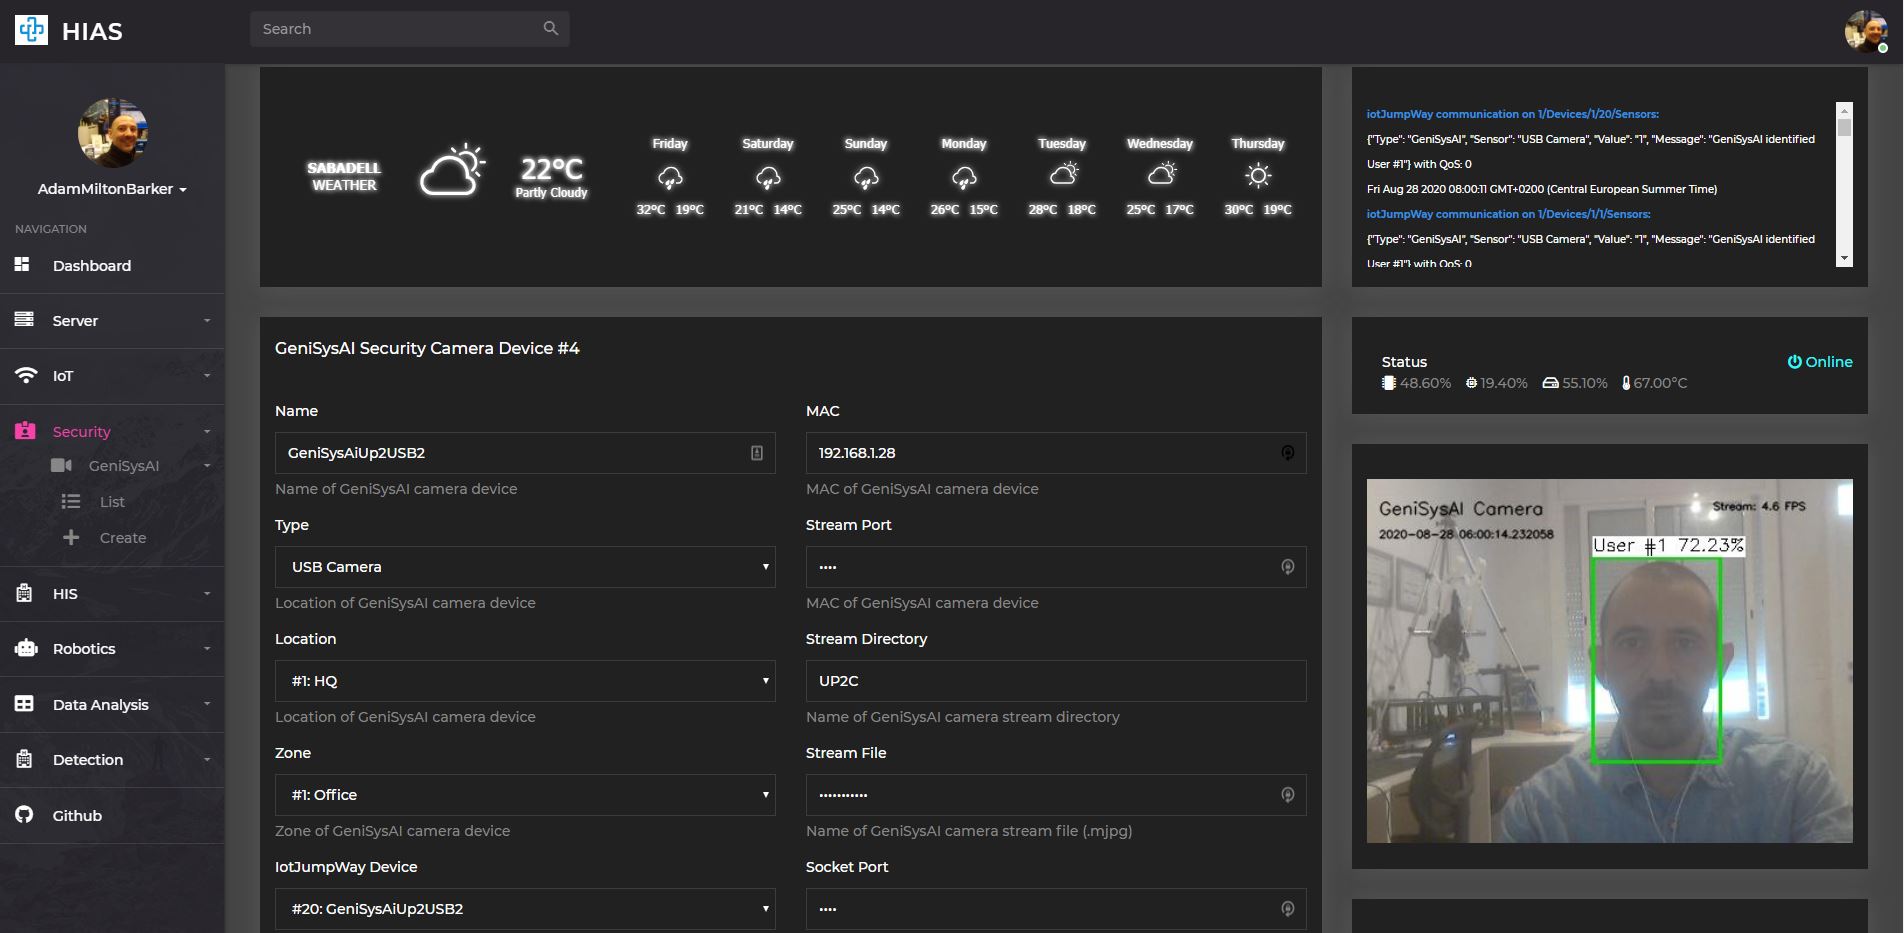 HIAS
Search
AdamMiltonBarker
NAVIGATION
Dashboard
Server
IoT
Security
GeniSysAI
List
Create
HIS
Robotics
Data Analysis
Detection
Github
SABADELL
WEATHER
22°C
Partly Cloudy
Friday Saturday Sunday Monday Tuesday Wednesday Thursday
32°C 19°C 21°C 14°C 25°C 14°C 26°C 15°C 28°C 18°C 25°C 17°C 30°C 19°C
iotJumpWay communication on 1/Devices/1/20/Sensors:
{"Type": "GeniSysAI", "Sensor": "USB Camera", "Value": "1", "Message": "GeniSysAI identified
User #1"} with QoS: 0
Fri Aug 28 2020 08:00:11 GMT+0200 (Central European Summer Time)
iotJumpWay communication on 1/Devices/1/1/Sensors:
{"Type": "GeniSysAI", "Sensor": "USB Camera", "Value": "1", "Message": "GeniSysAI identified
User #1"} with QoS: 0
GeniSysAI Security Camera Device #4
Name
GeniSysAiUp2USB2
Name of GeniSysAI camera device
Type
USB Camera
Location of GeniSysAI camera device
Location
#1: HQ
Location of GeniSysAI camera device
Zone
#1: Office
Zone of GeniSysAI camera device
IotJumpWay Device
#20: GeniSysAiUp2USB2
MAC
192.168.1.28
MAC of GeniSysAI camera device
Stream Port
••••
MAC of GeniSysAI camera device
Stream Directory
UP2C
Name of GeniSysAI camera stream directory
Stream File
•••••••••••
Name of GeniSysAI camera stream file (.mjpg)
Socket Port
••••
Status
Online
48.60% 19.40% 55.10% 67.00°C
GeniSysAI Camera
Stream: 4.6 FPS
2020-08-28 06:00:14.232058
User #1 72.23%